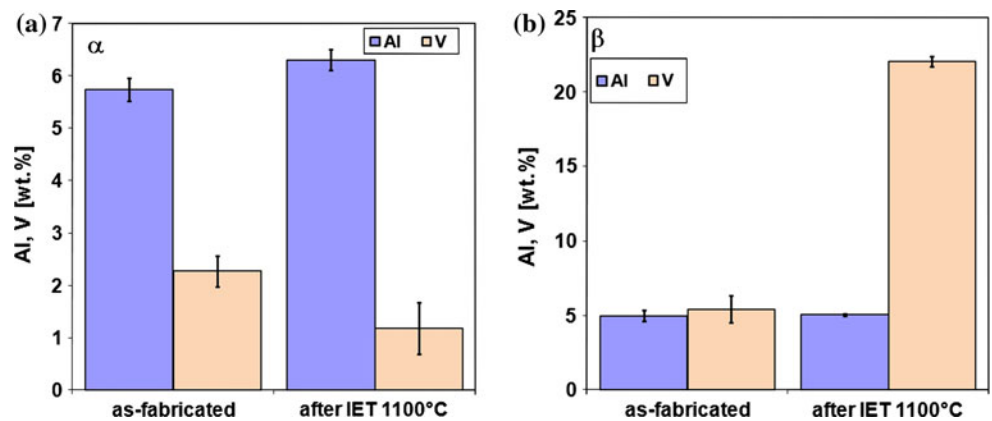 (a)
α
Al V
Al, V [wt.%]
7
6
5
4
3
2
1
0
as-fabricated after IET 1100°C
(b)
β
Al V
Al, V [wt.%]
25
20
15
10
5
0
as-fabricated after IET 1100°C